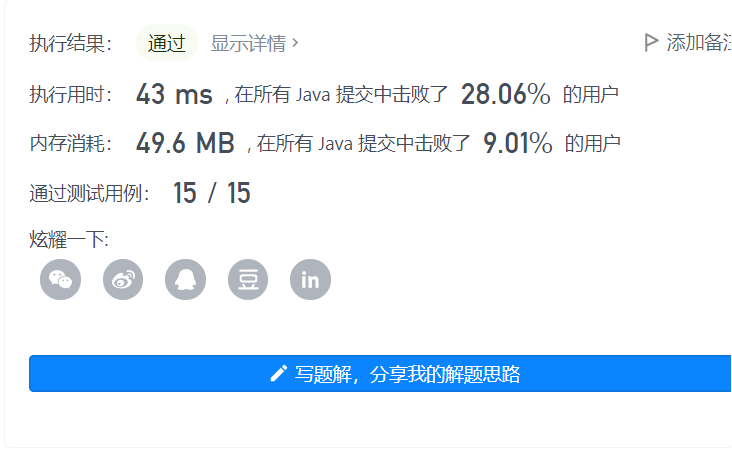 执行结果： 通过 显示详情 > 添加备注
执行用时： 43 ms , 在所有 Java 提交中击败了 28.06% 的用户
内存消耗： 49.6 MB , 在所有 Java 提交中击败了 9.01% 的用户
通过测试用例： 15 / 15
炫耀一下:
豆 in
写题解，分享我的解题思路